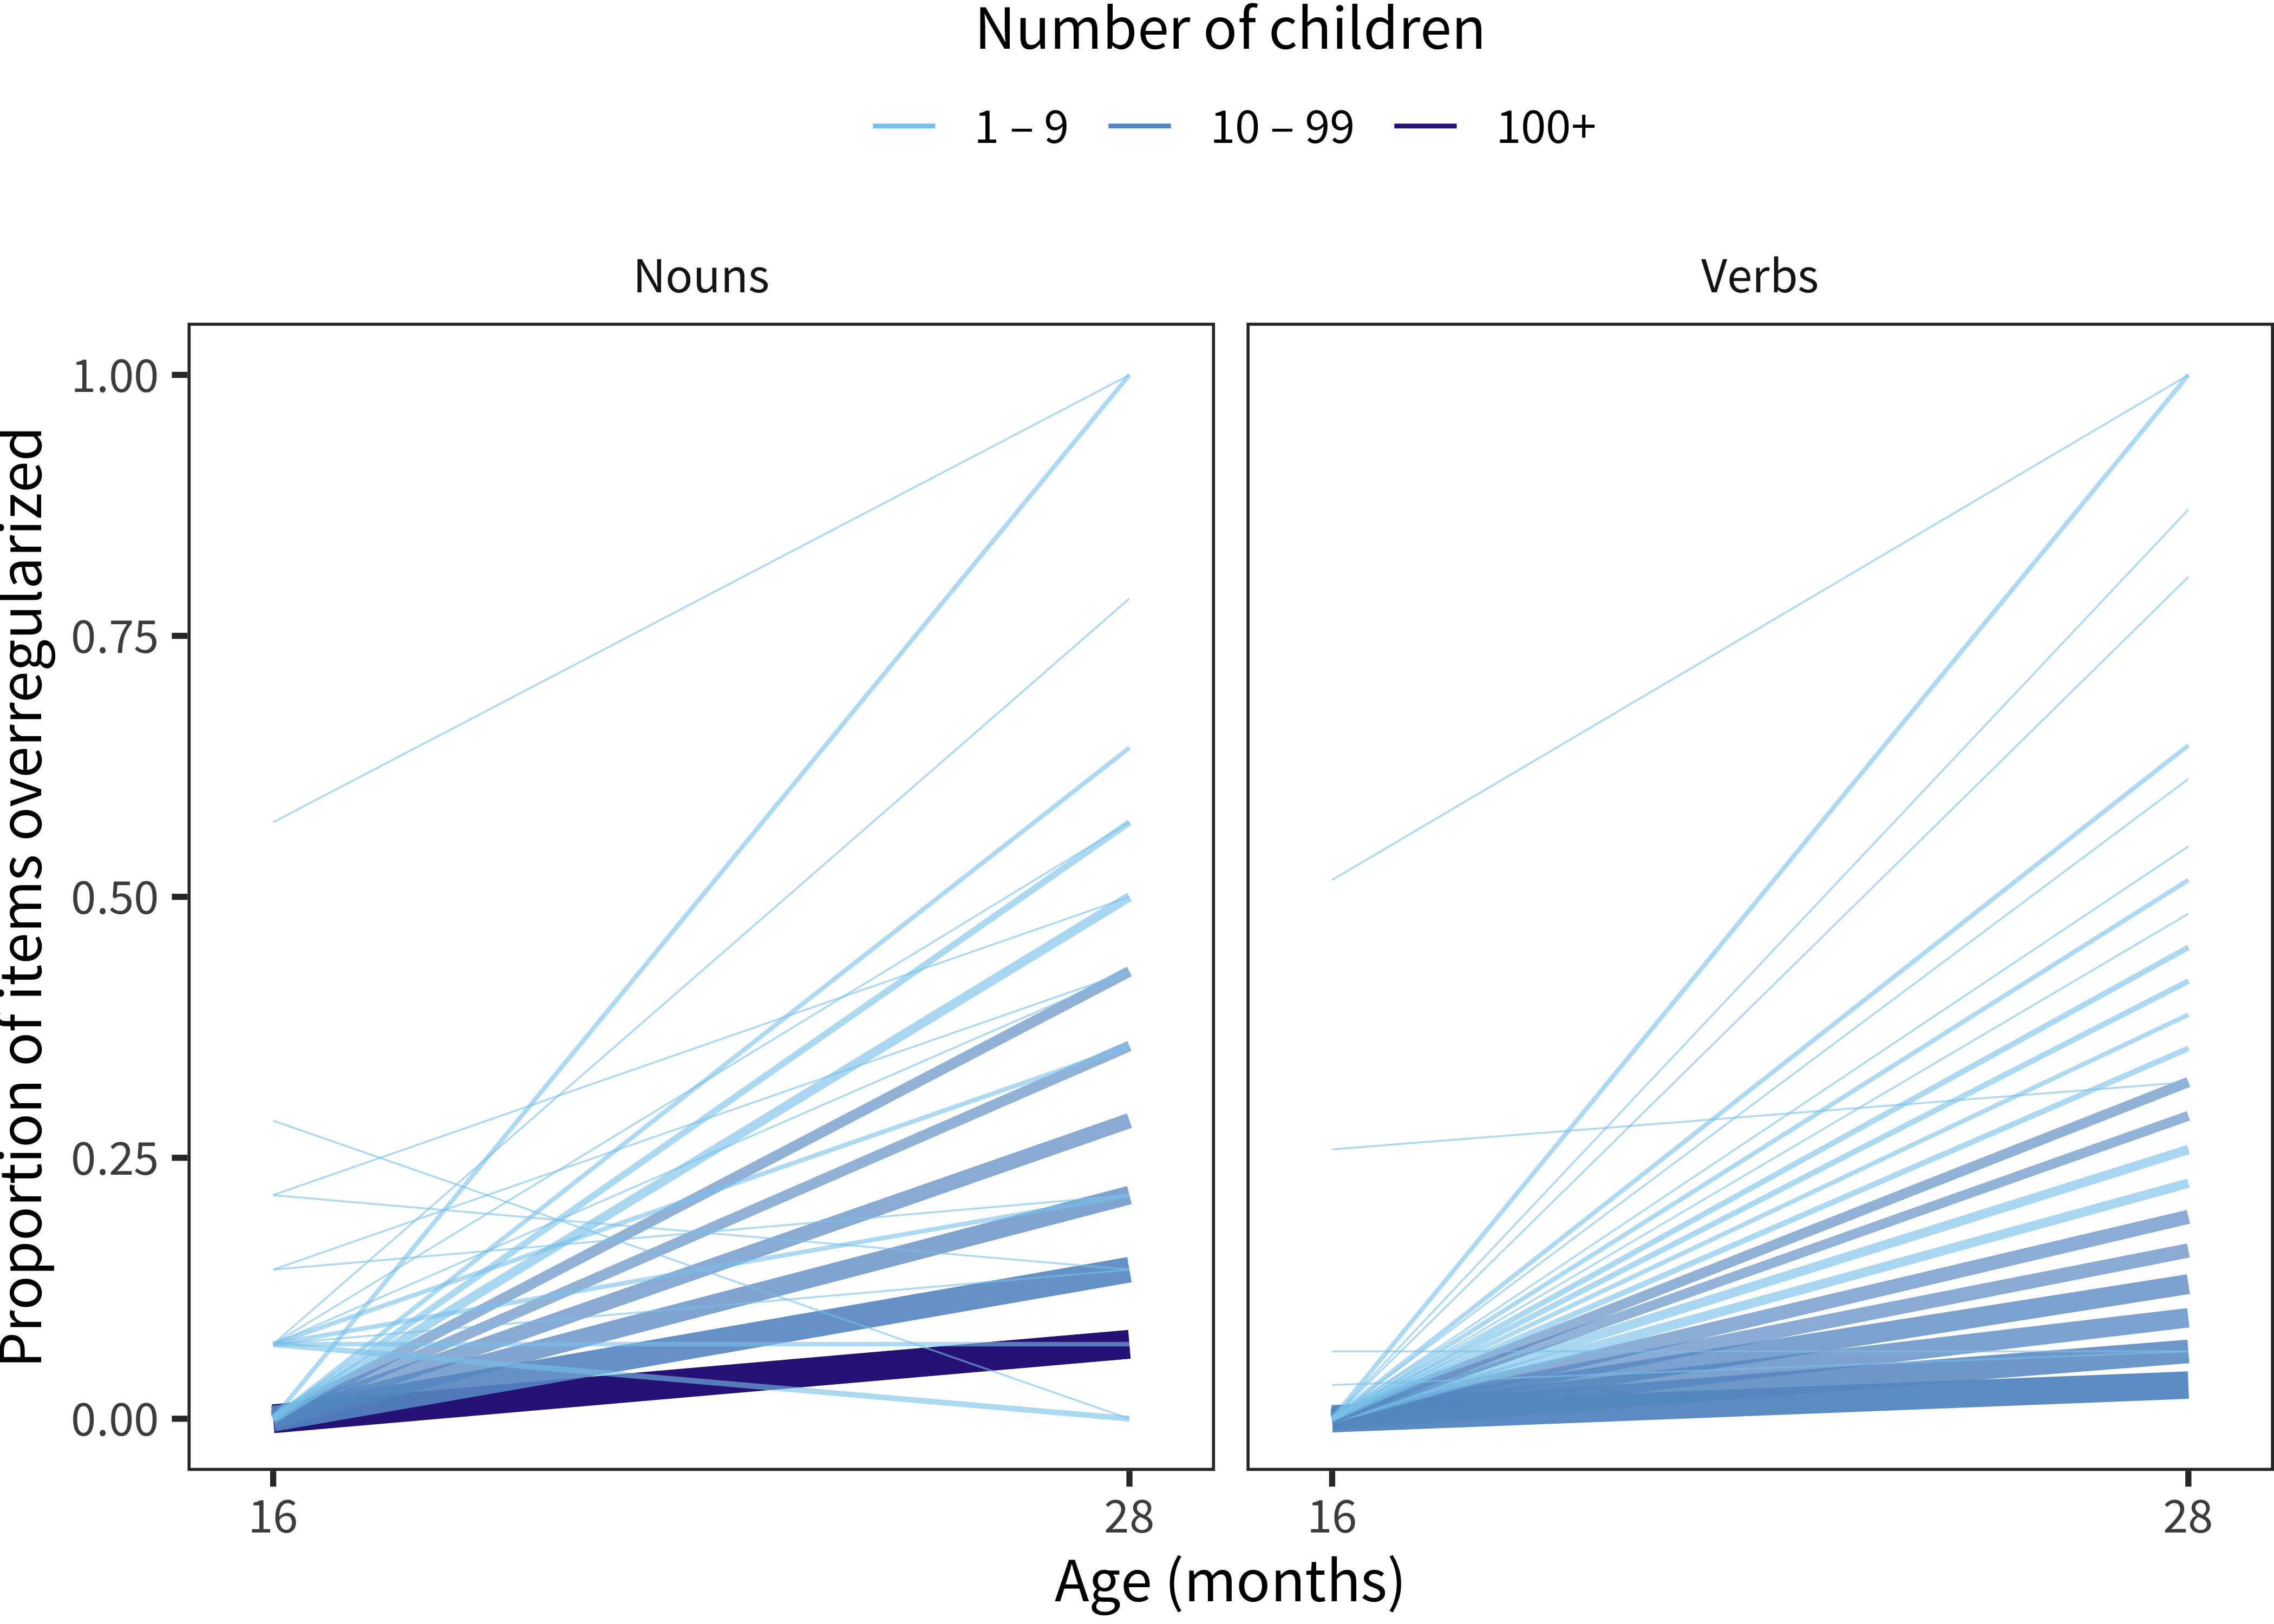 Number of children
1 – 9 10 – 99 100+
Nouns Verbs
Proportion of items overregularized
1.00
0.75
0.50
0.25
0.00
16 28 16 28
Age (months)